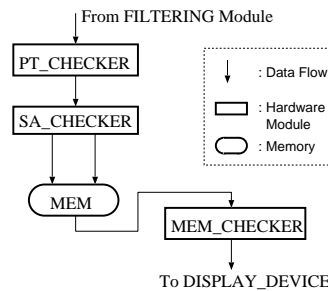 From FILTERING Module
PT_CHECKER
SA_CHECKER
MEM
MEM_CHECKER
To DISPLAY_DEVICE
: Data Flow
: Hardware
Module
: Memory